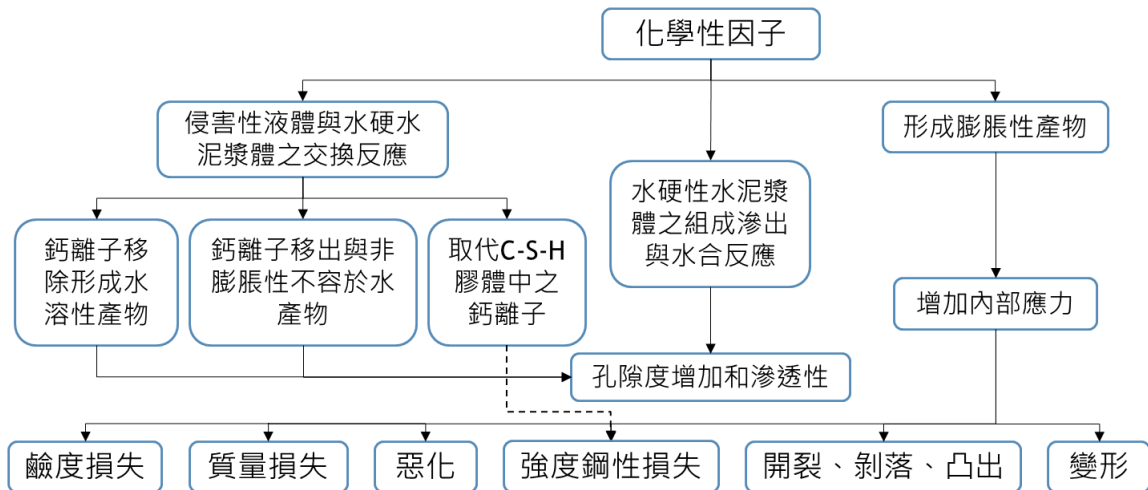 化學性因子
侵害性液體與水硬水
泥漿體之交換反應
形成膨脹性產物
水硬性水泥漿
體之組成滲出
與水合反應
鈣離子移
除形成水
溶性產物
鈣離子移出與非
膨脹性不容於水
產物
取代C-S-H
膠體中之
鈣離子
增加內部應力
孔隙度增加和滲透性
鹼度損失
質量損失
惡化
強度鋼性損失
開裂、剝落、凸出
變形